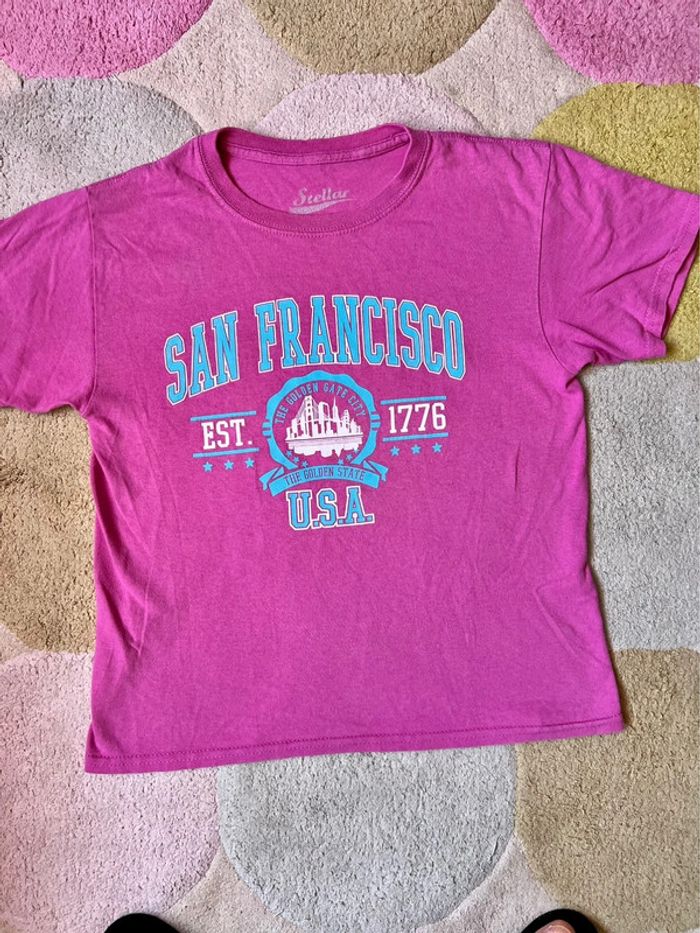 Stellar
SAN FRANCISCO
THE GOLDEN GATE CITY
EST. 1776
THE GOLDEN STATE
U.S.A.